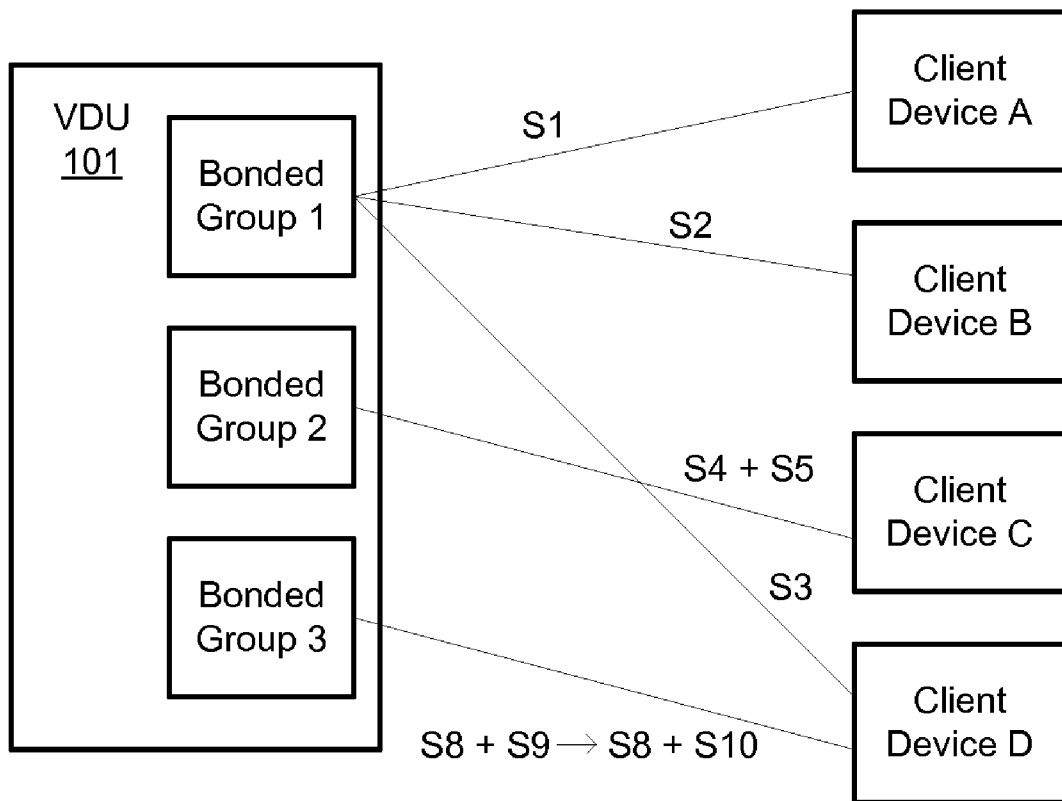 VDU
101
Bonded
Group 1
Bonded
Group 2
Bonded
Group 3
S1
S2
S4 + S5
S3
S8 + S9 → S8 + S10
Client
Device A
Client
Device B
Client
Device C
Client
Device D